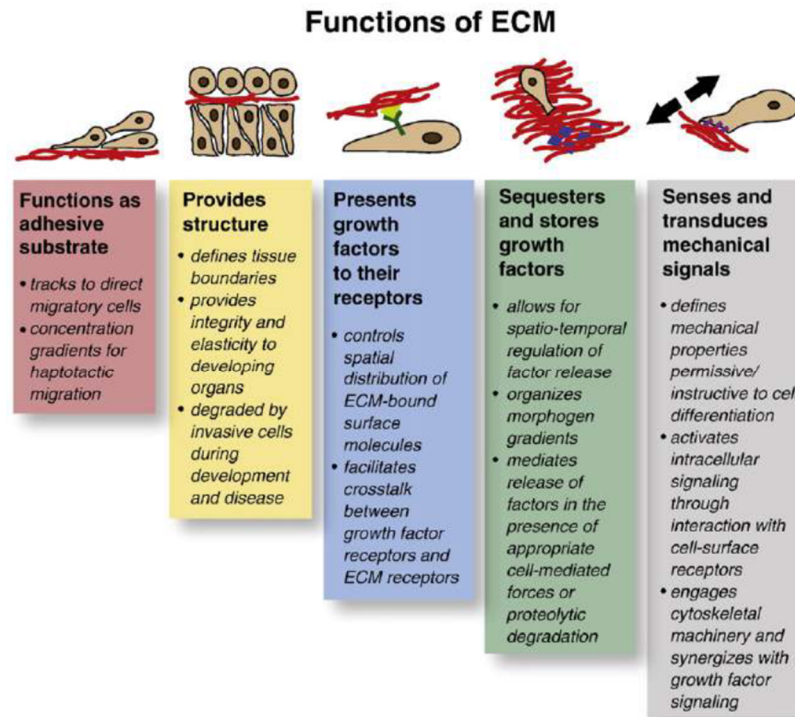 Functions of ECM
Functions as
adhesive
substrate
• tracks to direct
migratory cells
• concentration
gradients for
haptotactic
migration
Provides
structure
• defines tissue
boundaries
• provides
integrity and
elasticity to
developing
organs
• degraded by
invasive cells
during
development
and disease
Presents
growth
factors
to their
receptors
• controls
spatial
distribution of
ECM-bound
surface
molecules
• facilitates
crosstalk
between
growth factor
receptors and
ECM receptors
Sequesters
and stores
growth
factors
• allows for
spatio-temporal
regulation of
factor release
• organizes
morphogen
gradients
• mediates
release of
factors in the
presence of
appropriate
cell-mediated
forces or
proteolytic
degradation
Senses and
transduces
mechanical
signals
• defines
mechanical
properties
permissive/
instructive to cell
differentiation
• activates
intracellular
signaling
through
interaction with
cell-surface
receptors
• engages
cytoskeletal
machinery and
synergizes with
growth factor
signaling